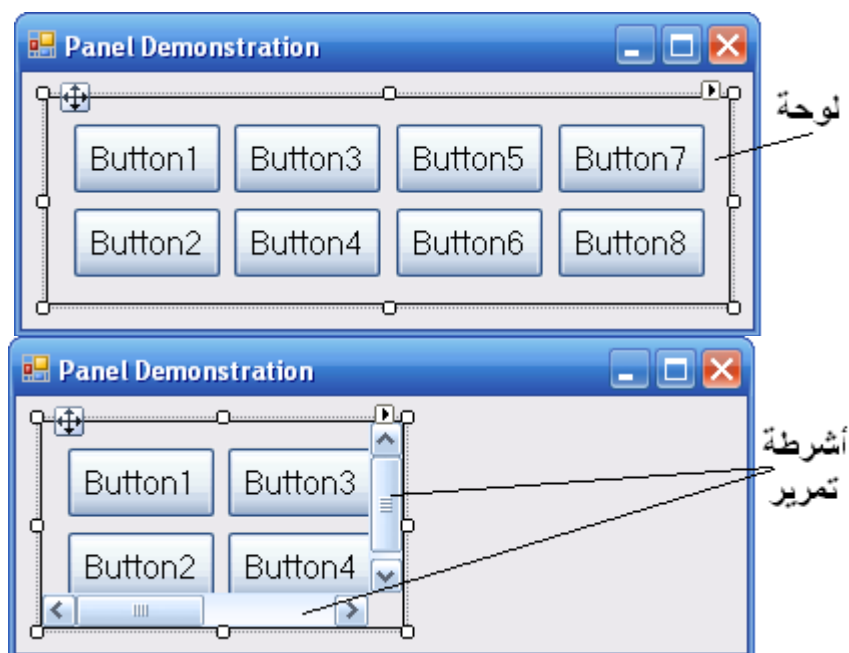 Panel Demonstration
لوحة
Button1 Button3 Button5 Button7
Button2 Button4 Button6 Button8
Panel Demonstration
أشرطة
تمرير
Button1 Button3
Button2 Button4